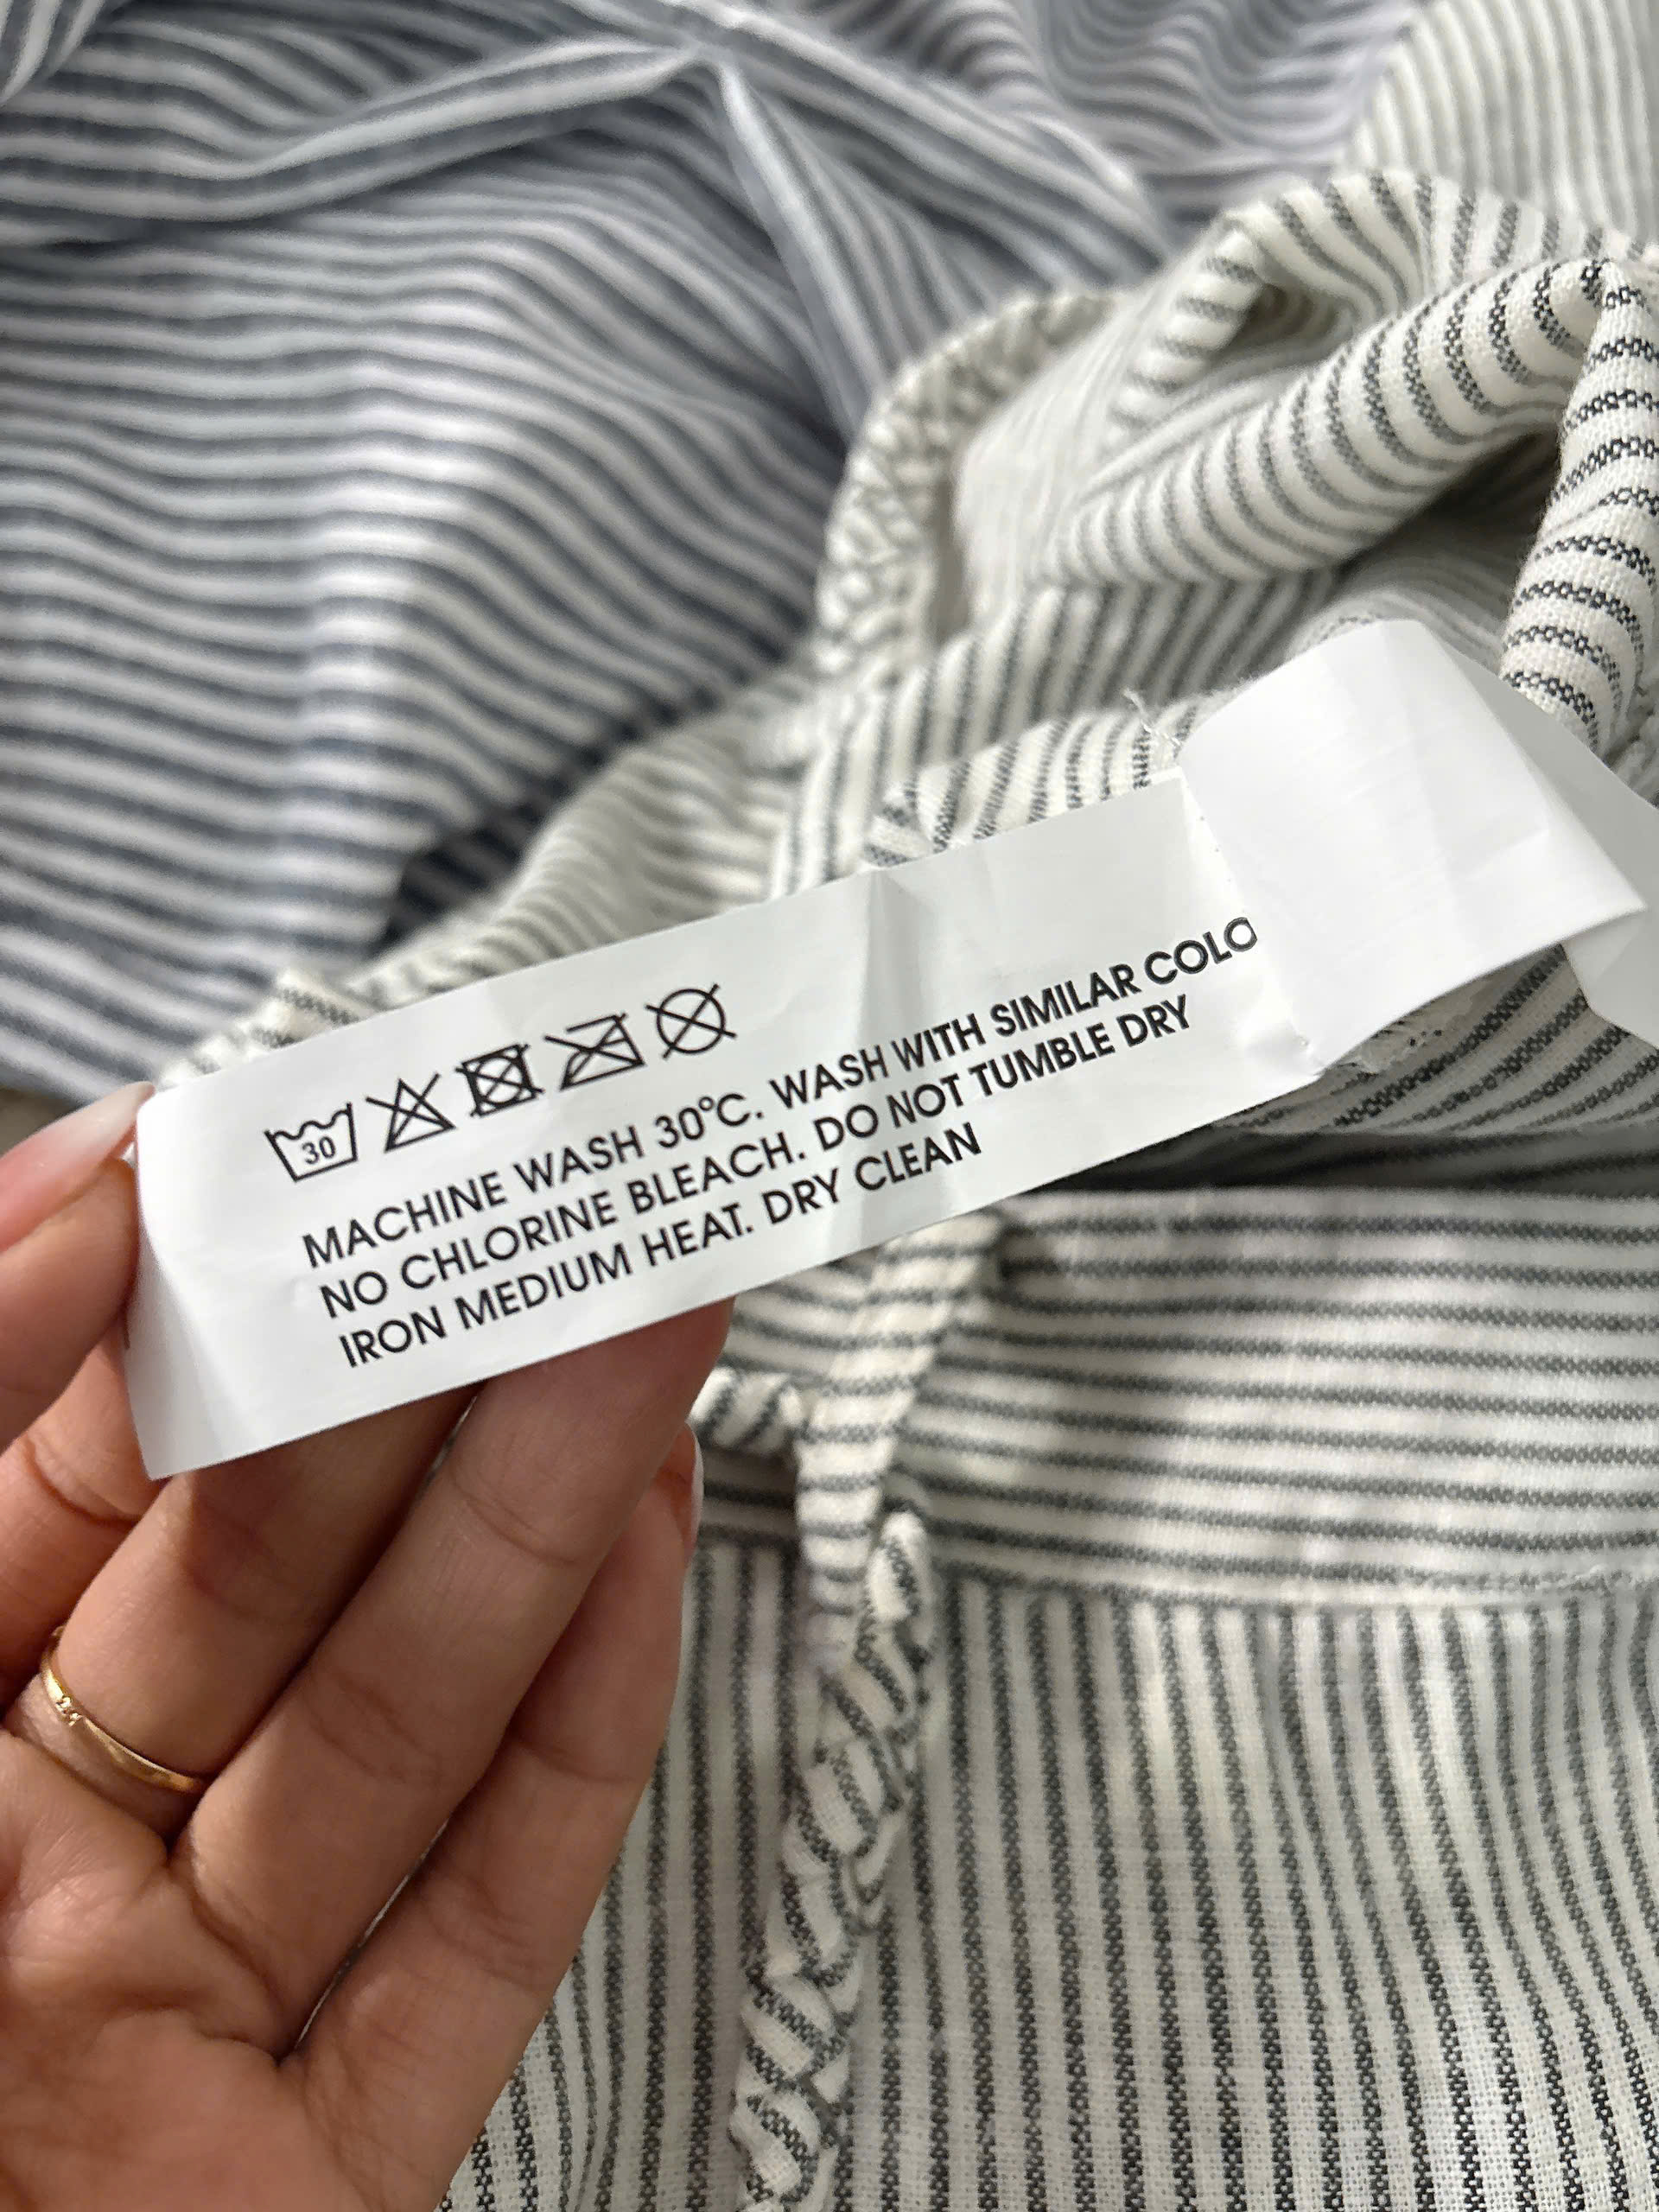 30
MACHINE WASH 30°C. WASH WITH SIMILAR COLO
NO CHLORINE BLEACH. DO NOT TUMBLE DRY
IRON MEDIUM HEAT. DRY CLEAN